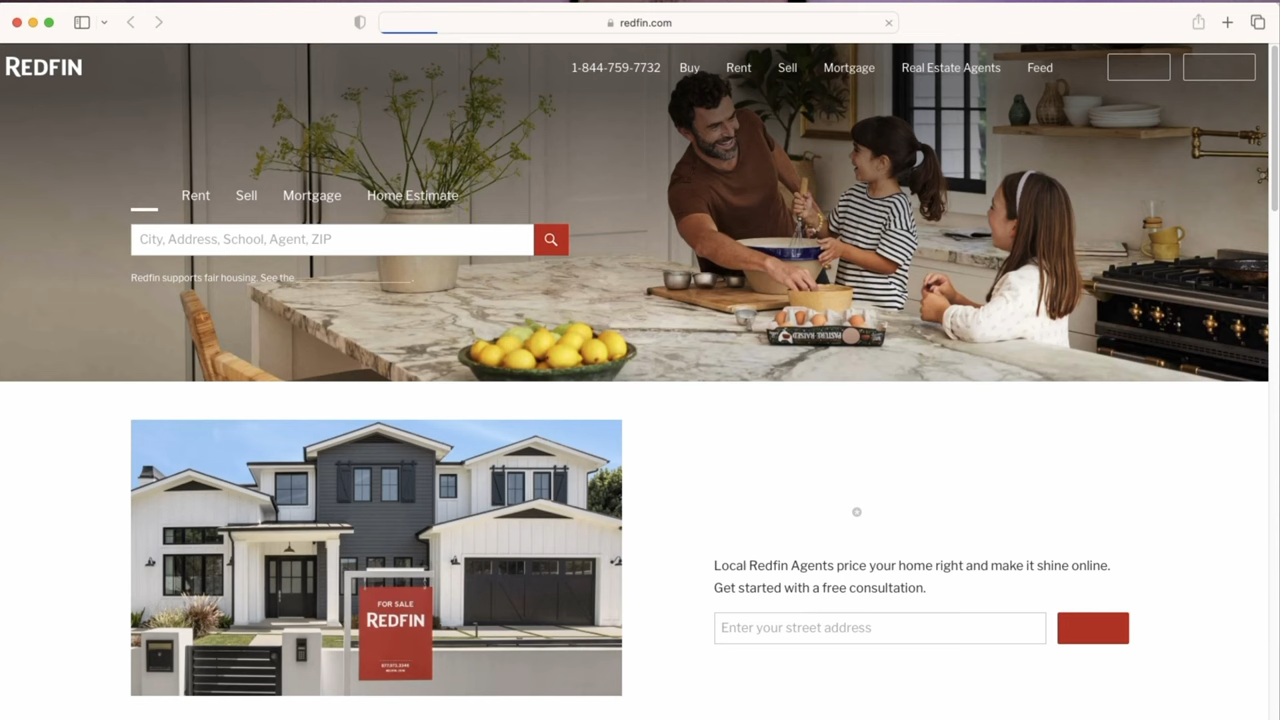 redfin.com
REDFIN
1-844-759-7732 Buy Rent Sell Mortgage Real Estate Agents Feed
Rent Sell Mortgage Home Estimate
City, Address, School, Agent, ZIP
Redfin supports fair housing. See the
PASTURE-RAISED
FOR SALE
REDFIN
Local Redfin Agents price your home right and make it shine online.
Get started with a free consultation.
Enter your street address